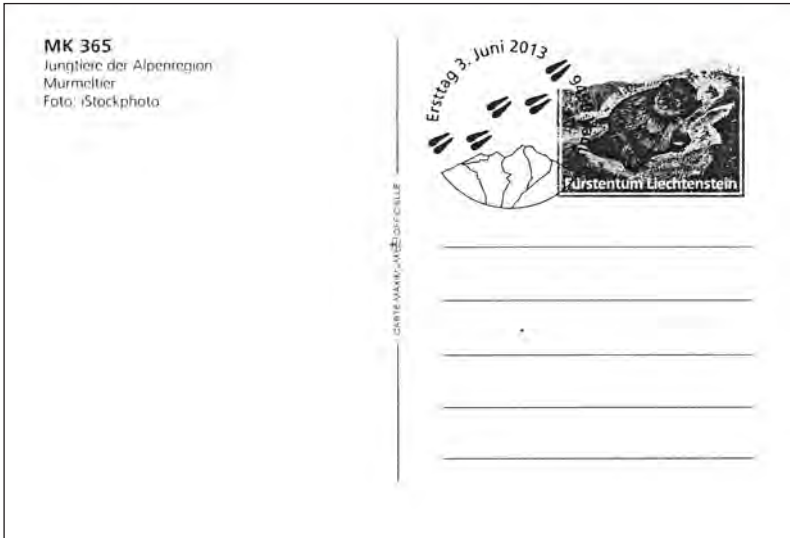 MK 365
Jungtiere der Alpenregion
Murmeltier
Foto: iStockphoto
CARTE MAXIMUM OFFICIELLE
Ersttag 3. Juni 2013
Fürstentum Liechtenstein